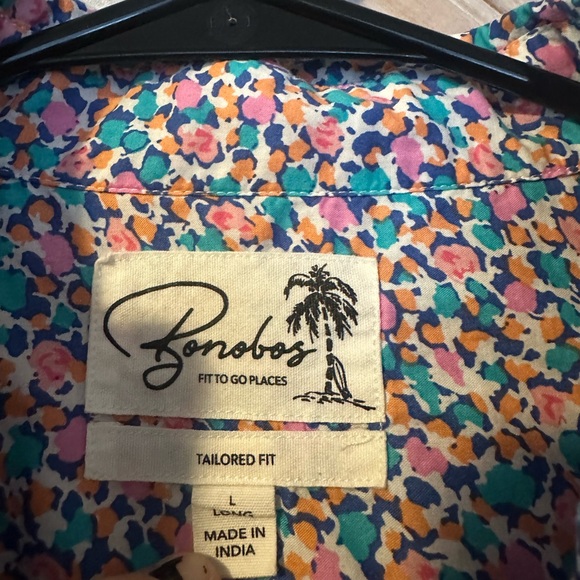 Bonobos
FIT TO GO PLACES
TAILORED FIT
L
LONG
MADE IN
INDIA